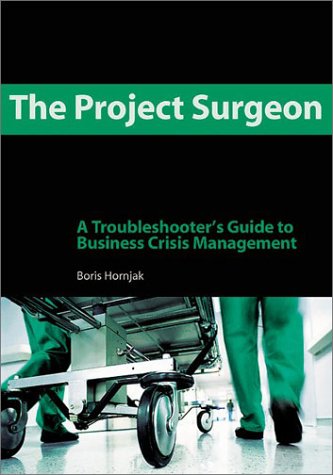 The Project Surgeon
A Troubleshooter's Guide to
Business Crisis Management
Boris Hornjak